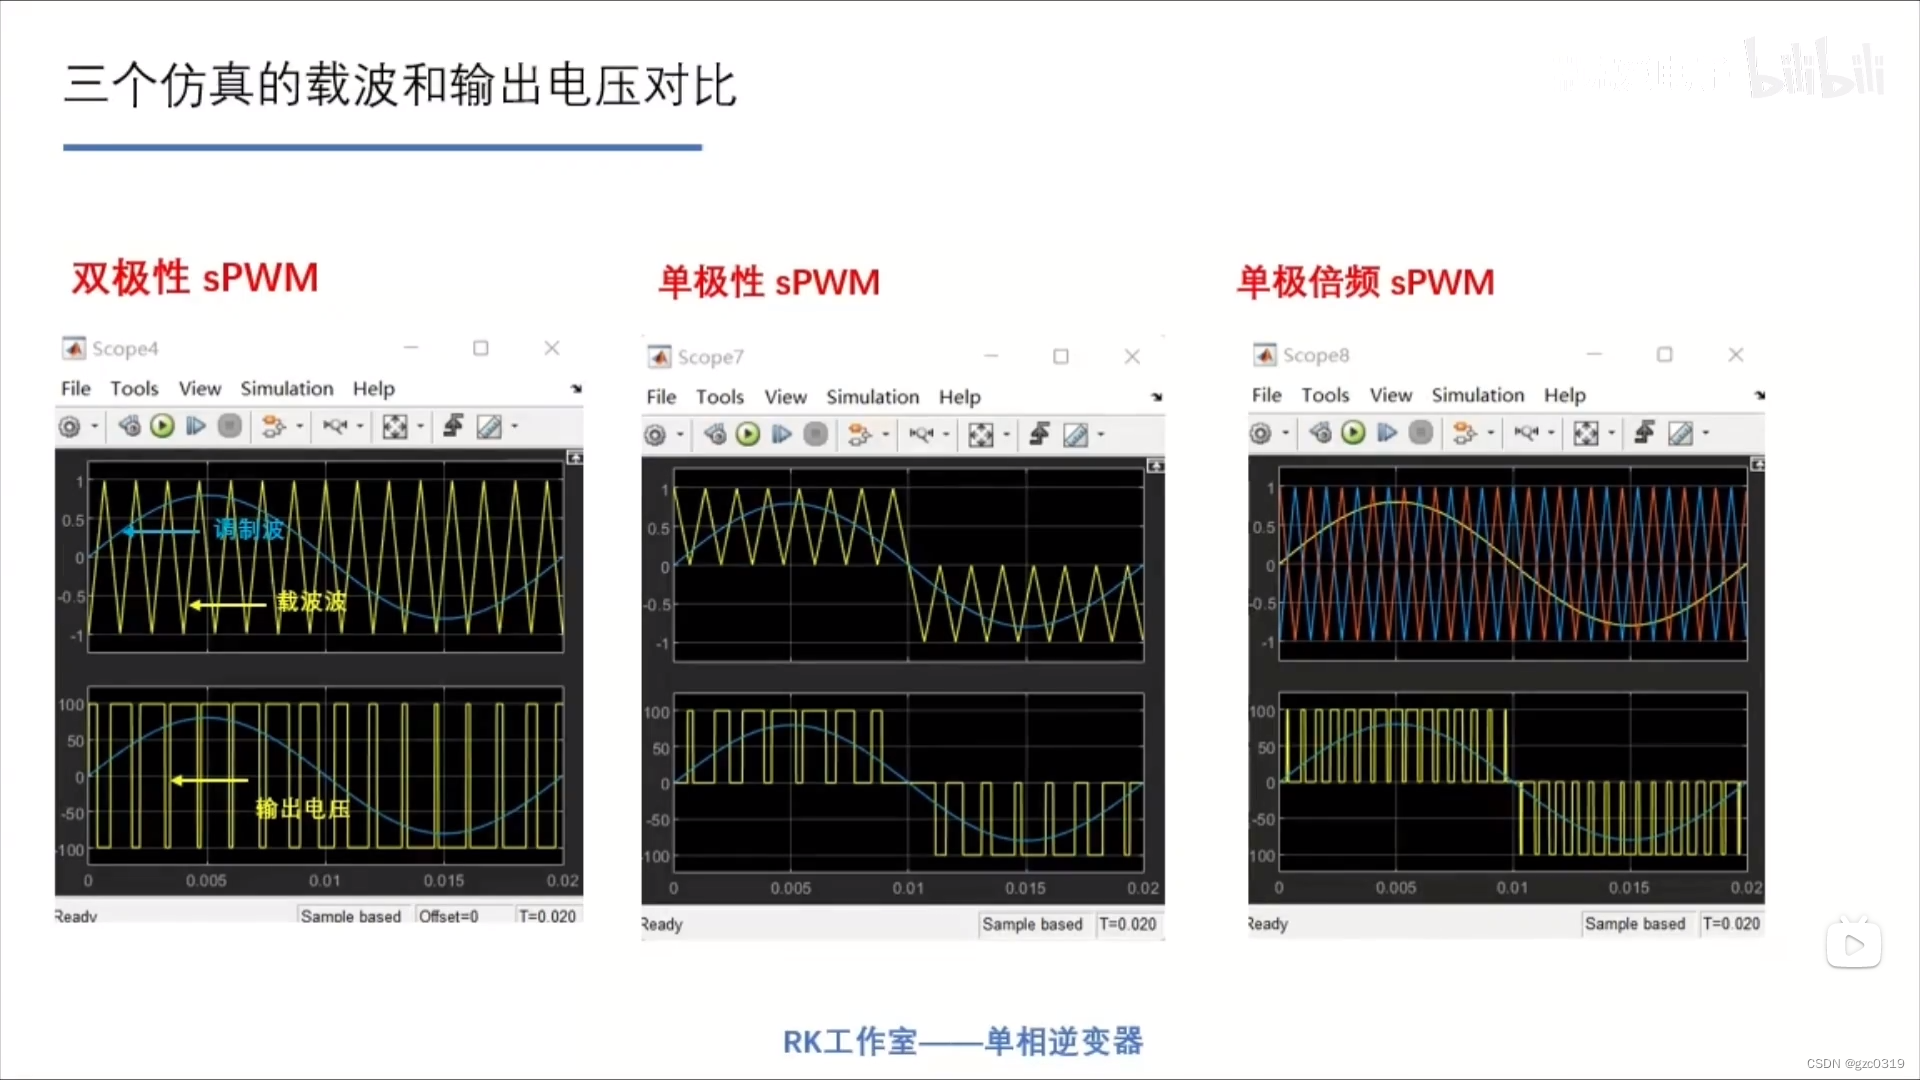 三个仿真的载波和输出电压对比
bilibili
双极性 sPWM
单极性 sPWM
单极倍频 sPWM
Scope4
File Tools View Simulation Help
1
0.5
0
-0.5
-1
调制波
载波波
100
50
0
-50
-100
输出电压
0 0.005 0.01 0.015 0.02
Ready Sample based Offset=0 T=0.020
Scope7
File Tools View Simulation Help
1
0.5
0
-0.5
-1
100
50
0
-50
-100
0 0.005 0.01 0.015 0.02
Ready Sample based T=0.020
Scope8
File Tools View Simulation Help
1
0.5
0
-0.5
-1
100
50
0
-50
100
0 0.005 0.01 0.015 0.02
Ready Sample based T=0.020
RK工作室——单相逆变器
CSDN @gzc0319